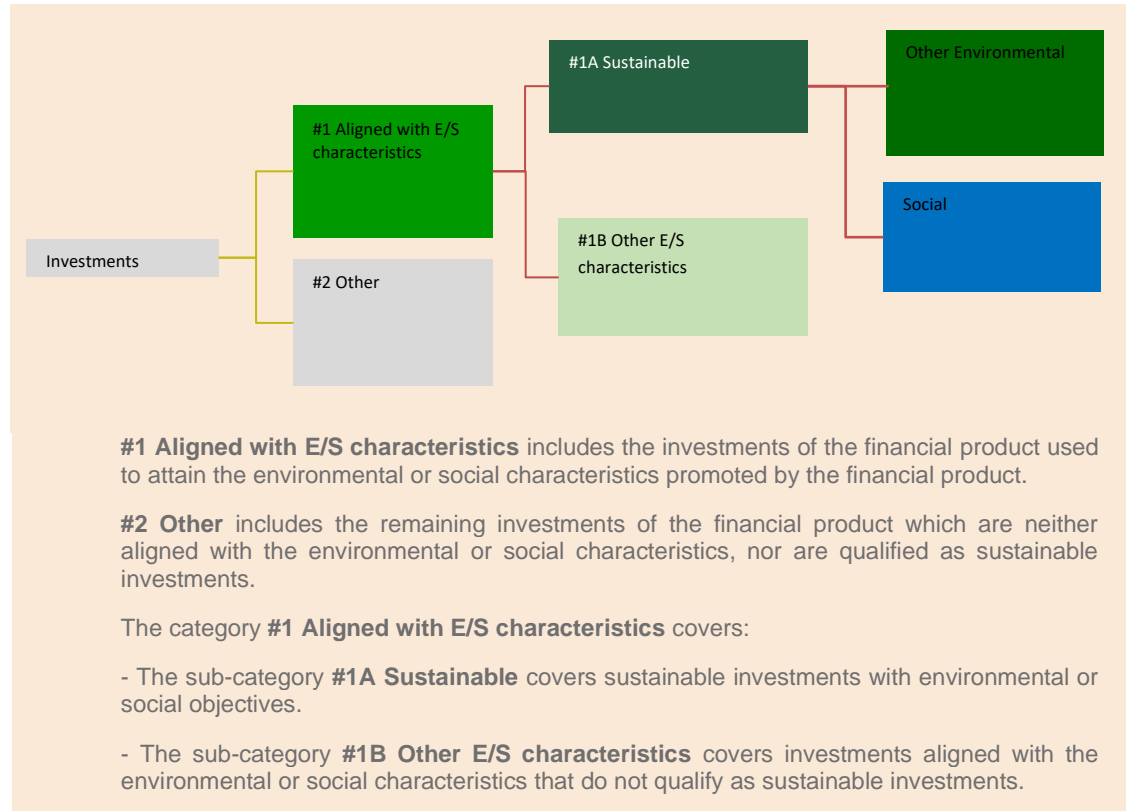 #1A Sustainable
Other Environmental
#1 Aligned with E/S
characteristics
Social
#1B Other E/S
characteristics
Investments
#2 Other
#1 Aligned with E/S characteristics includes the investments of the financial product used
to attain the environmental or social characteristics promoted by the financial product.
#2 Other includes the remaining investments of the financial product which are neither
aligned with the environmental or social characteristics, nor are qualified as sustainable
investments.
The category #1 Aligned with E/S characteristics covers:
- The sub-category #1A Sustainable covers sustainable investments with environmental or
social objectives.
- The sub-category #1B Other E/S characteristics covers investments aligned with the
environmental or social characteristics that do not qualify as sustainable investments.